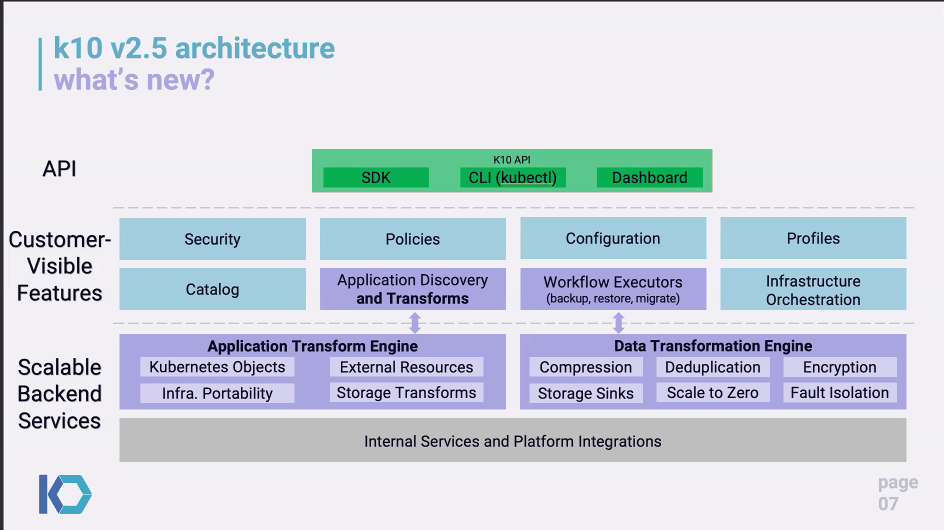 k10 v2.5 architecture
what's new?
API
K10 API
SDK
CLI (kubectl)
Dashboard
Customer-
Visible
Features
Security
Policies
Configuration
Profiles
Catalog
Application Discovery
and Transforms
Workflow Executors
(backup, restore, migrate)
Infrastructure
Orchestration
Scalable
Backend
Services
Application Transform Engine
Kubernetes Objects
External Resources
Infra. Portability
Storage Transforms
Data Transformation Engine
Compression
Deduplication
Encryption
Storage Sinks
Scale to Zero
Fault Isolation
Internal Services and Platform Integrations
K
page
07